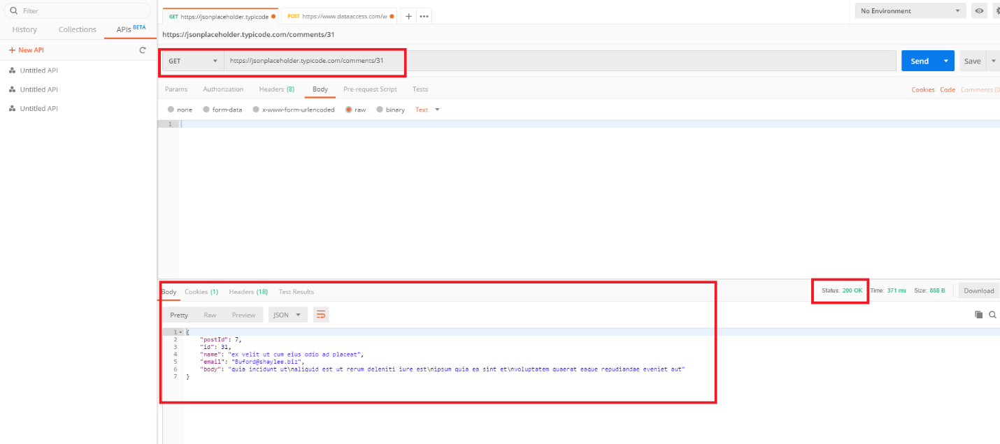 Filter
History Collections APIs BETA
+ New API
Untitled API
Untitled API
Untitled API
GET https://jsonplaceholder.typicode
POST https://www.dataaccess.com/w
No Environment
https://jsonplaceholder.typicode.com/comments/31
GET https://jsonplaceholder.typicode.com/comments/31
Send Save
Params Authorization Headers (8) Body Pre-request Script Tests
Cookies Code Comments (0
none form-data x-www-form-urlencoded raw binary Text
1
Body Cookies (1) Headers (18) Test Results
Status: 200 OK Time: 371 ms Size: 888 B Download
Pretty Raw Preview JSON
1 {
2 "postId": 7,
3 "id": 31,
4 "name": "ex velit ut cum eius odio ad placeat",
5 "email": "Buford@shaylee.biz",
6 "body": "quia incidunt ut\naliquid est ut rerum deleniti iure est\nipsum quia ea sint et\nvoluptatem quaerat eaque repudiandae eveniet aut"
7 }